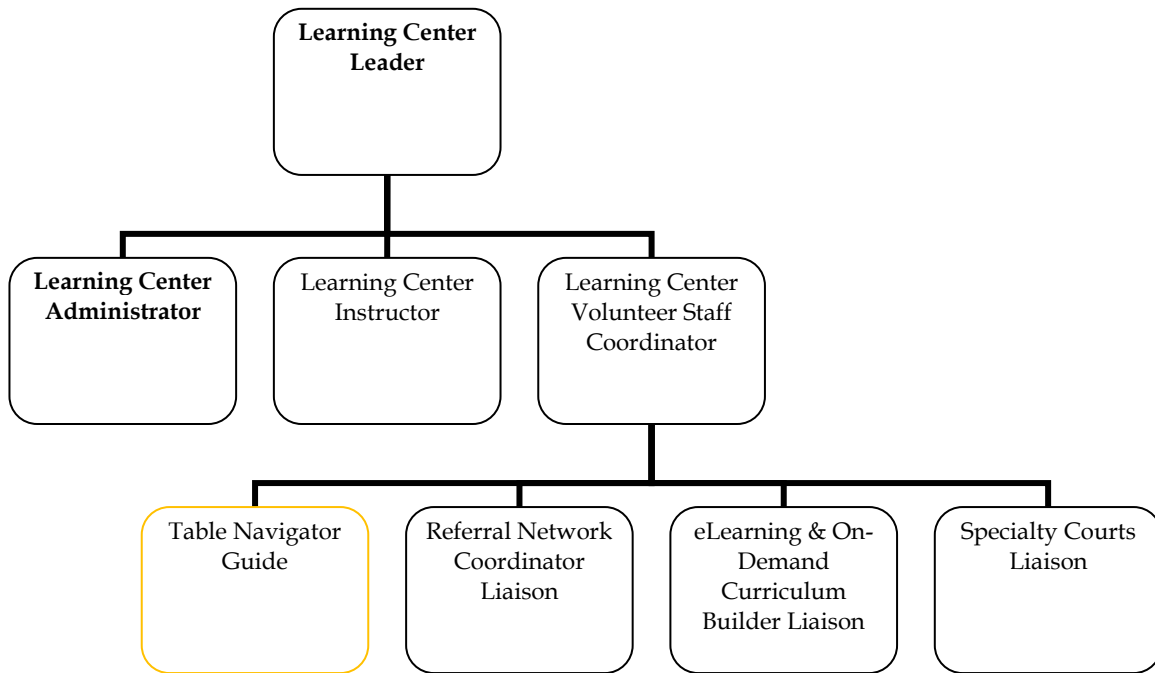 Learning Center
Leader
Learning Center
Administrator
Learning Center
Instructor
Learning Center
Volunteer Staff
Coordinator
Table Navigator
Guide
Referral Network
Coordinator
Liaison
eLearning & On-
Demand
Curriculum
Builder Liaison
Specialty Courts
Liaison